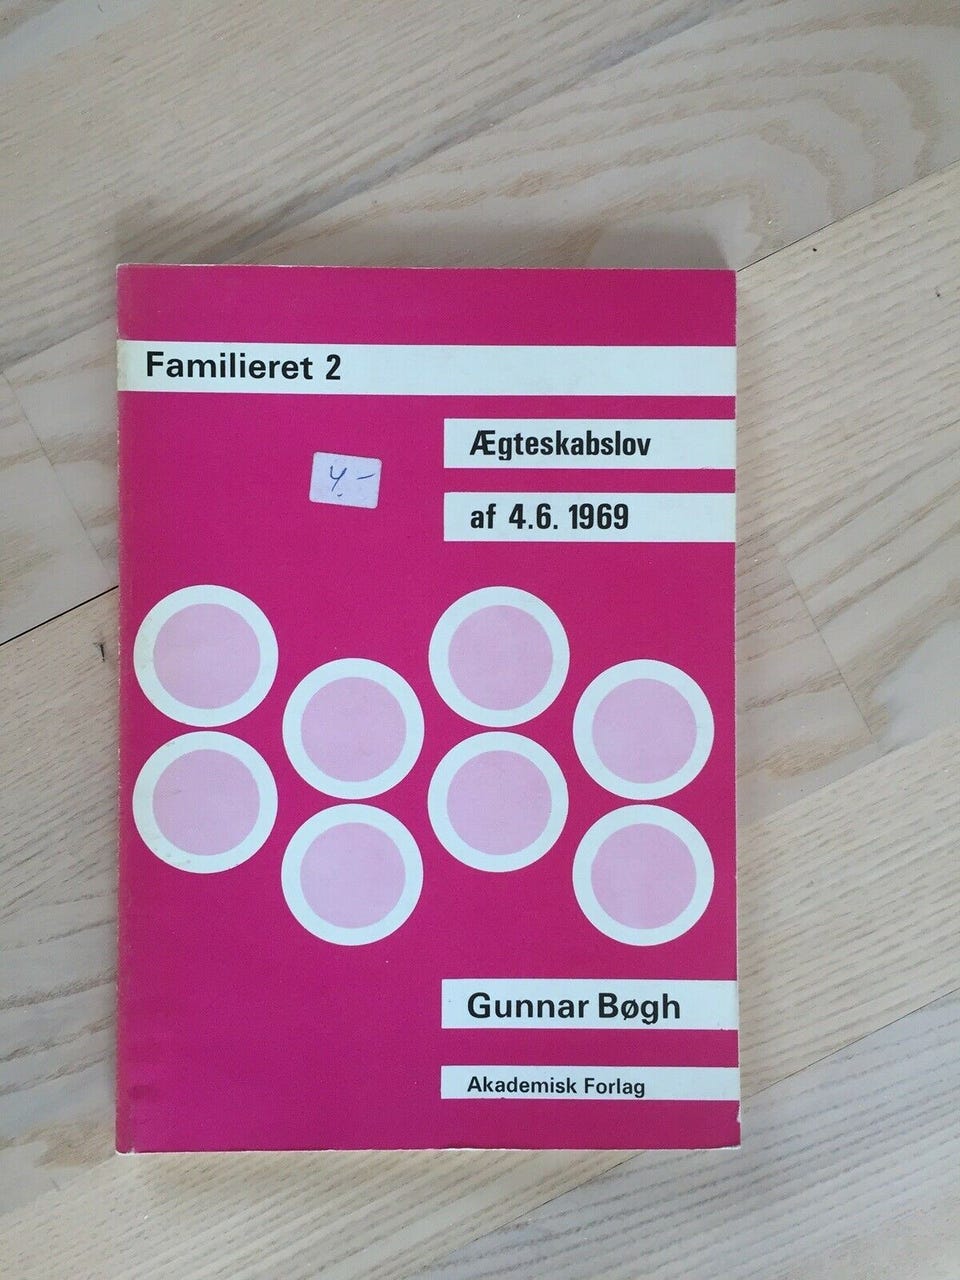 Familieret 2
Ægteskabslov
4.-
af 4.6. 1969
Gunnar Bøgh
Akademisk Forlag